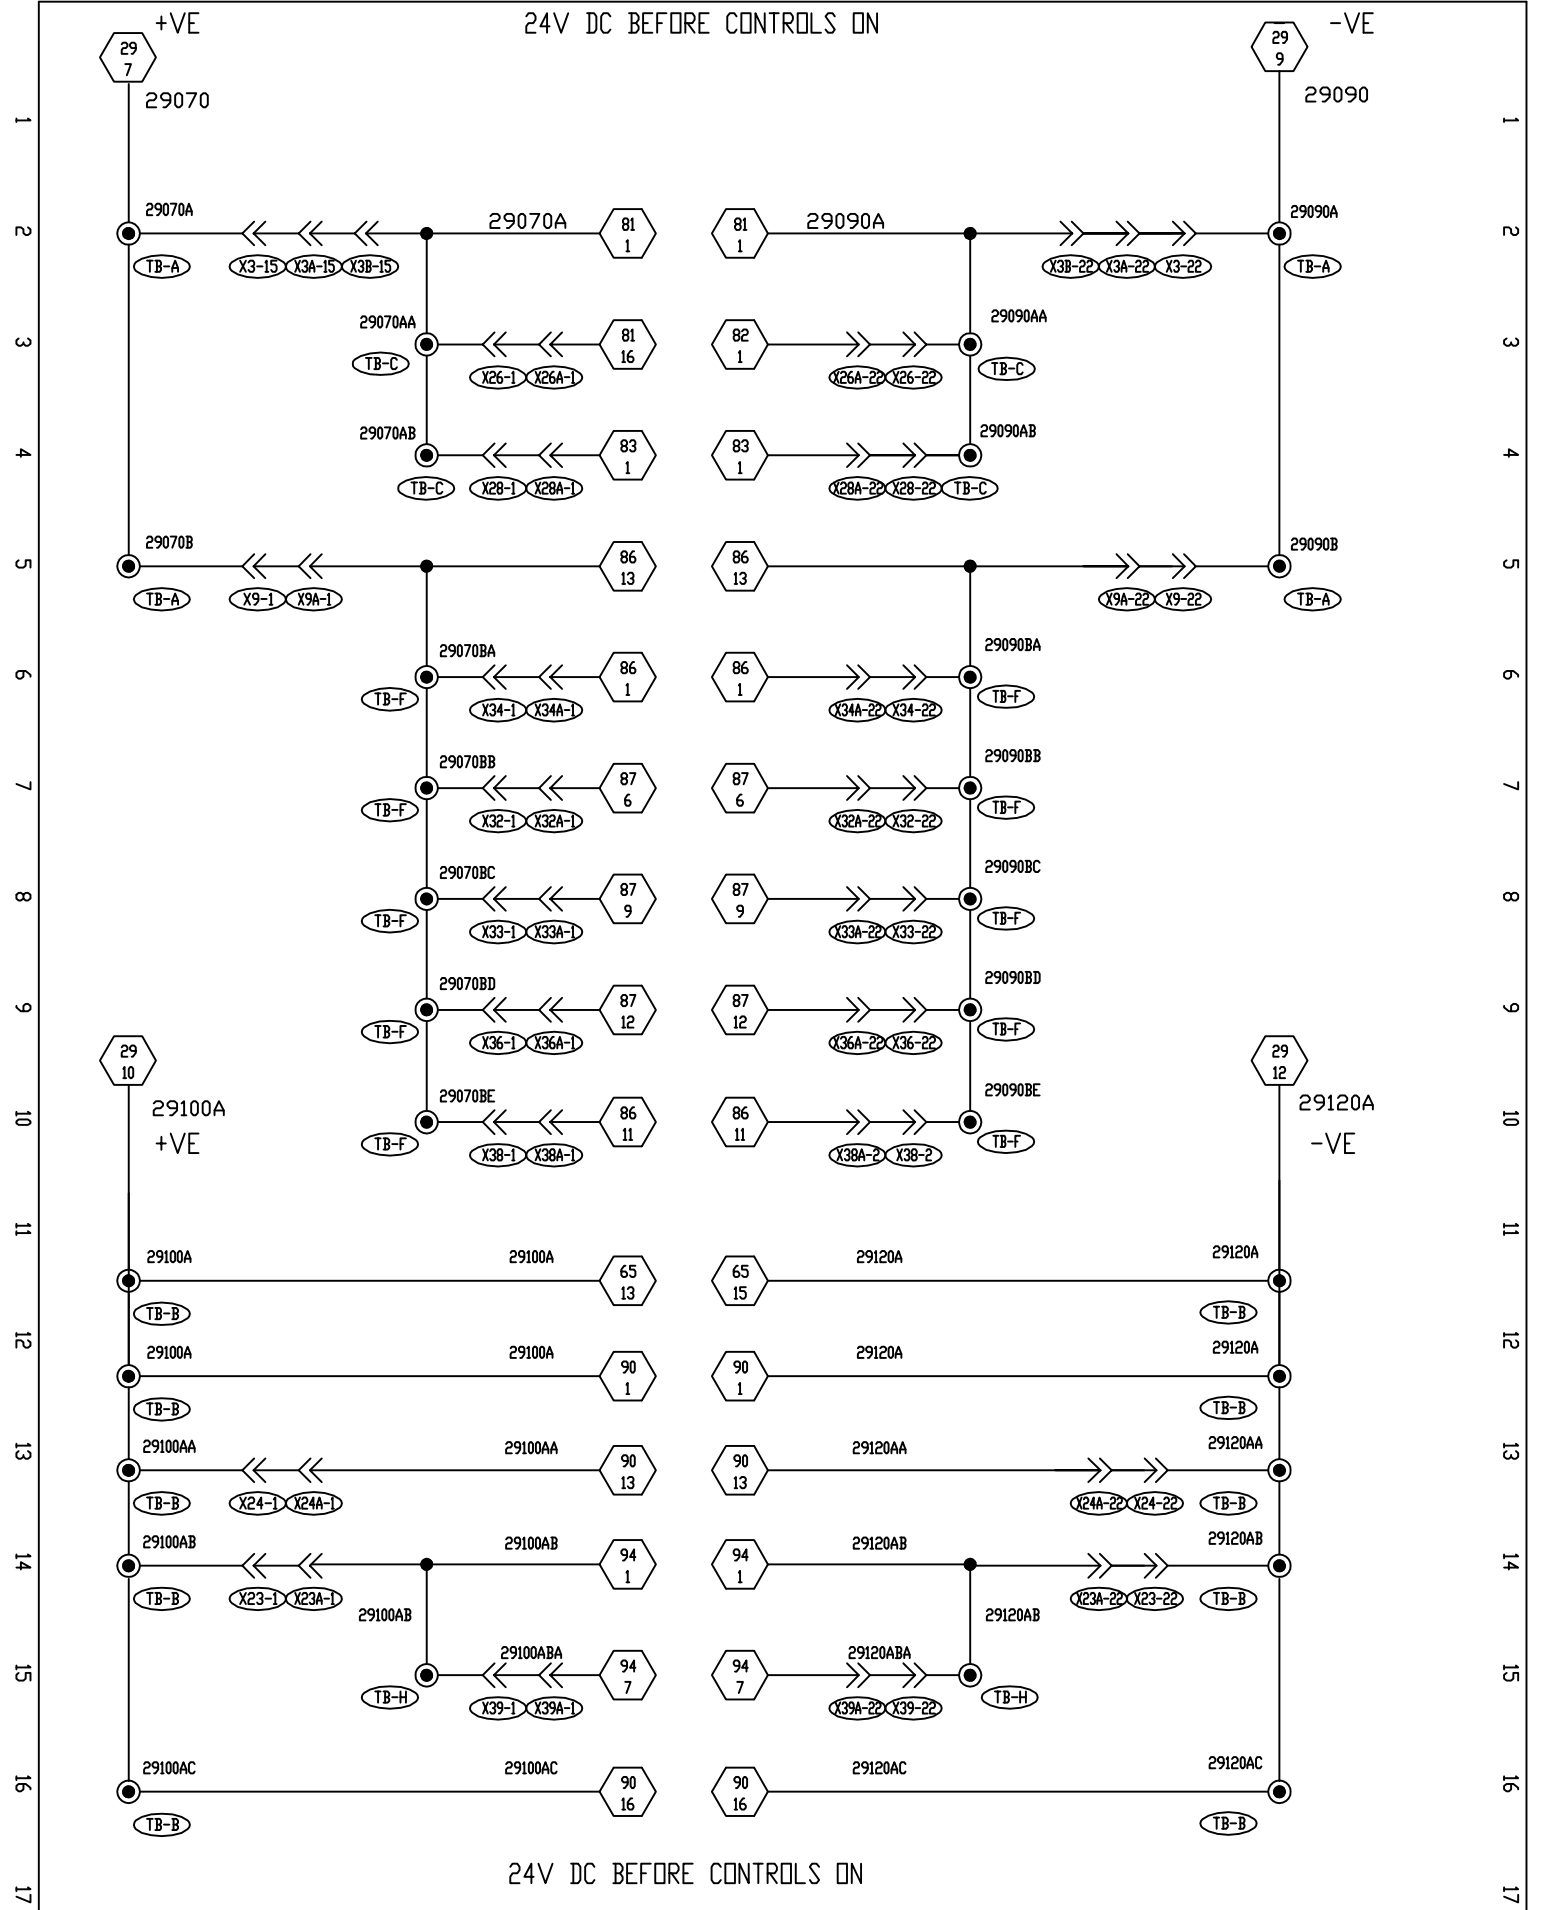 +VE 24V DC BEFORE CONTROLS ON -VE
29 7 29 9
29070 29090
1 1
29070A 29070A 29090A 29090A
2 81 1 81 1 2
TB-A X3-15 X3A-15 X3B-15 X3B-22 X3A-22 X3-22 TB-A
29070AA 29090AA
3 81 16 82 1 3
TB-C X26-1 X26A-1 X26A-22 X26-22 TB-C
29070AB 29090AB
4 83 1 83 1 4
TB-C X28-1 X28A-1 X28A-22 X28-22 TB-C
29070B 29090B
5 86 13 86 13 5
TB-A X9-1 X9A-1 X9A-22 X9-22 TB-A
29070BA 29090BA
6 86 1 86 1 6
TB-F X34-1 X34A-1 X34A-22 X34-22 TB-F
29070BB 29090BB
7 87 6 87 6 7
TB-F X32-1 X32A-1 X32A-22 X32-22 TB-F
29070BC 29090BC
8 87 9 87 9 8
TB-F X33-1 X33A-1 X33A-22 X33-22 TB-F
29070BD 29090BD
9 87 12 87 12 9
TB-F X36-1 X36A-1 X36A-22 X36-22 TB-F
29 10 29 12
29070BE 29090BE
29100A 29120A
10 86 11 86 11 10
+VE TB-F X38-1 X38A-1 X38A-2 X38-2 TB-F -VE
11 11
29100A 29100A 29120A 29120A
65 13 65 15
TB-B TB-B
12 12
29100A 29100A 29120A 29120A
90 1 90 1
TB-B TB-B
29100AA 29100AA 29120AA 29120AA
13 90 13 90 13 13
TB-B X24-1 X24A-1 X24A-22 X24-22 TB-B
29100AB 29100AB 29120AB 29120AB
14 94 1 94 1 14
TB-B X23-1 X23A-1 X23A-22 X23-22 TB-B
29100AB 29120AB
29100ABA 29120ABA
15 94 7 94 7 15
TB-H X39-1 X39A-1 X39A-22 X39-22 TB-H
29100AC 29100AC 29120AC 29120AC
16 90 16 90 16 16
TB-B TB-B
24V DC BEFORE CONTROLS ON
17 17